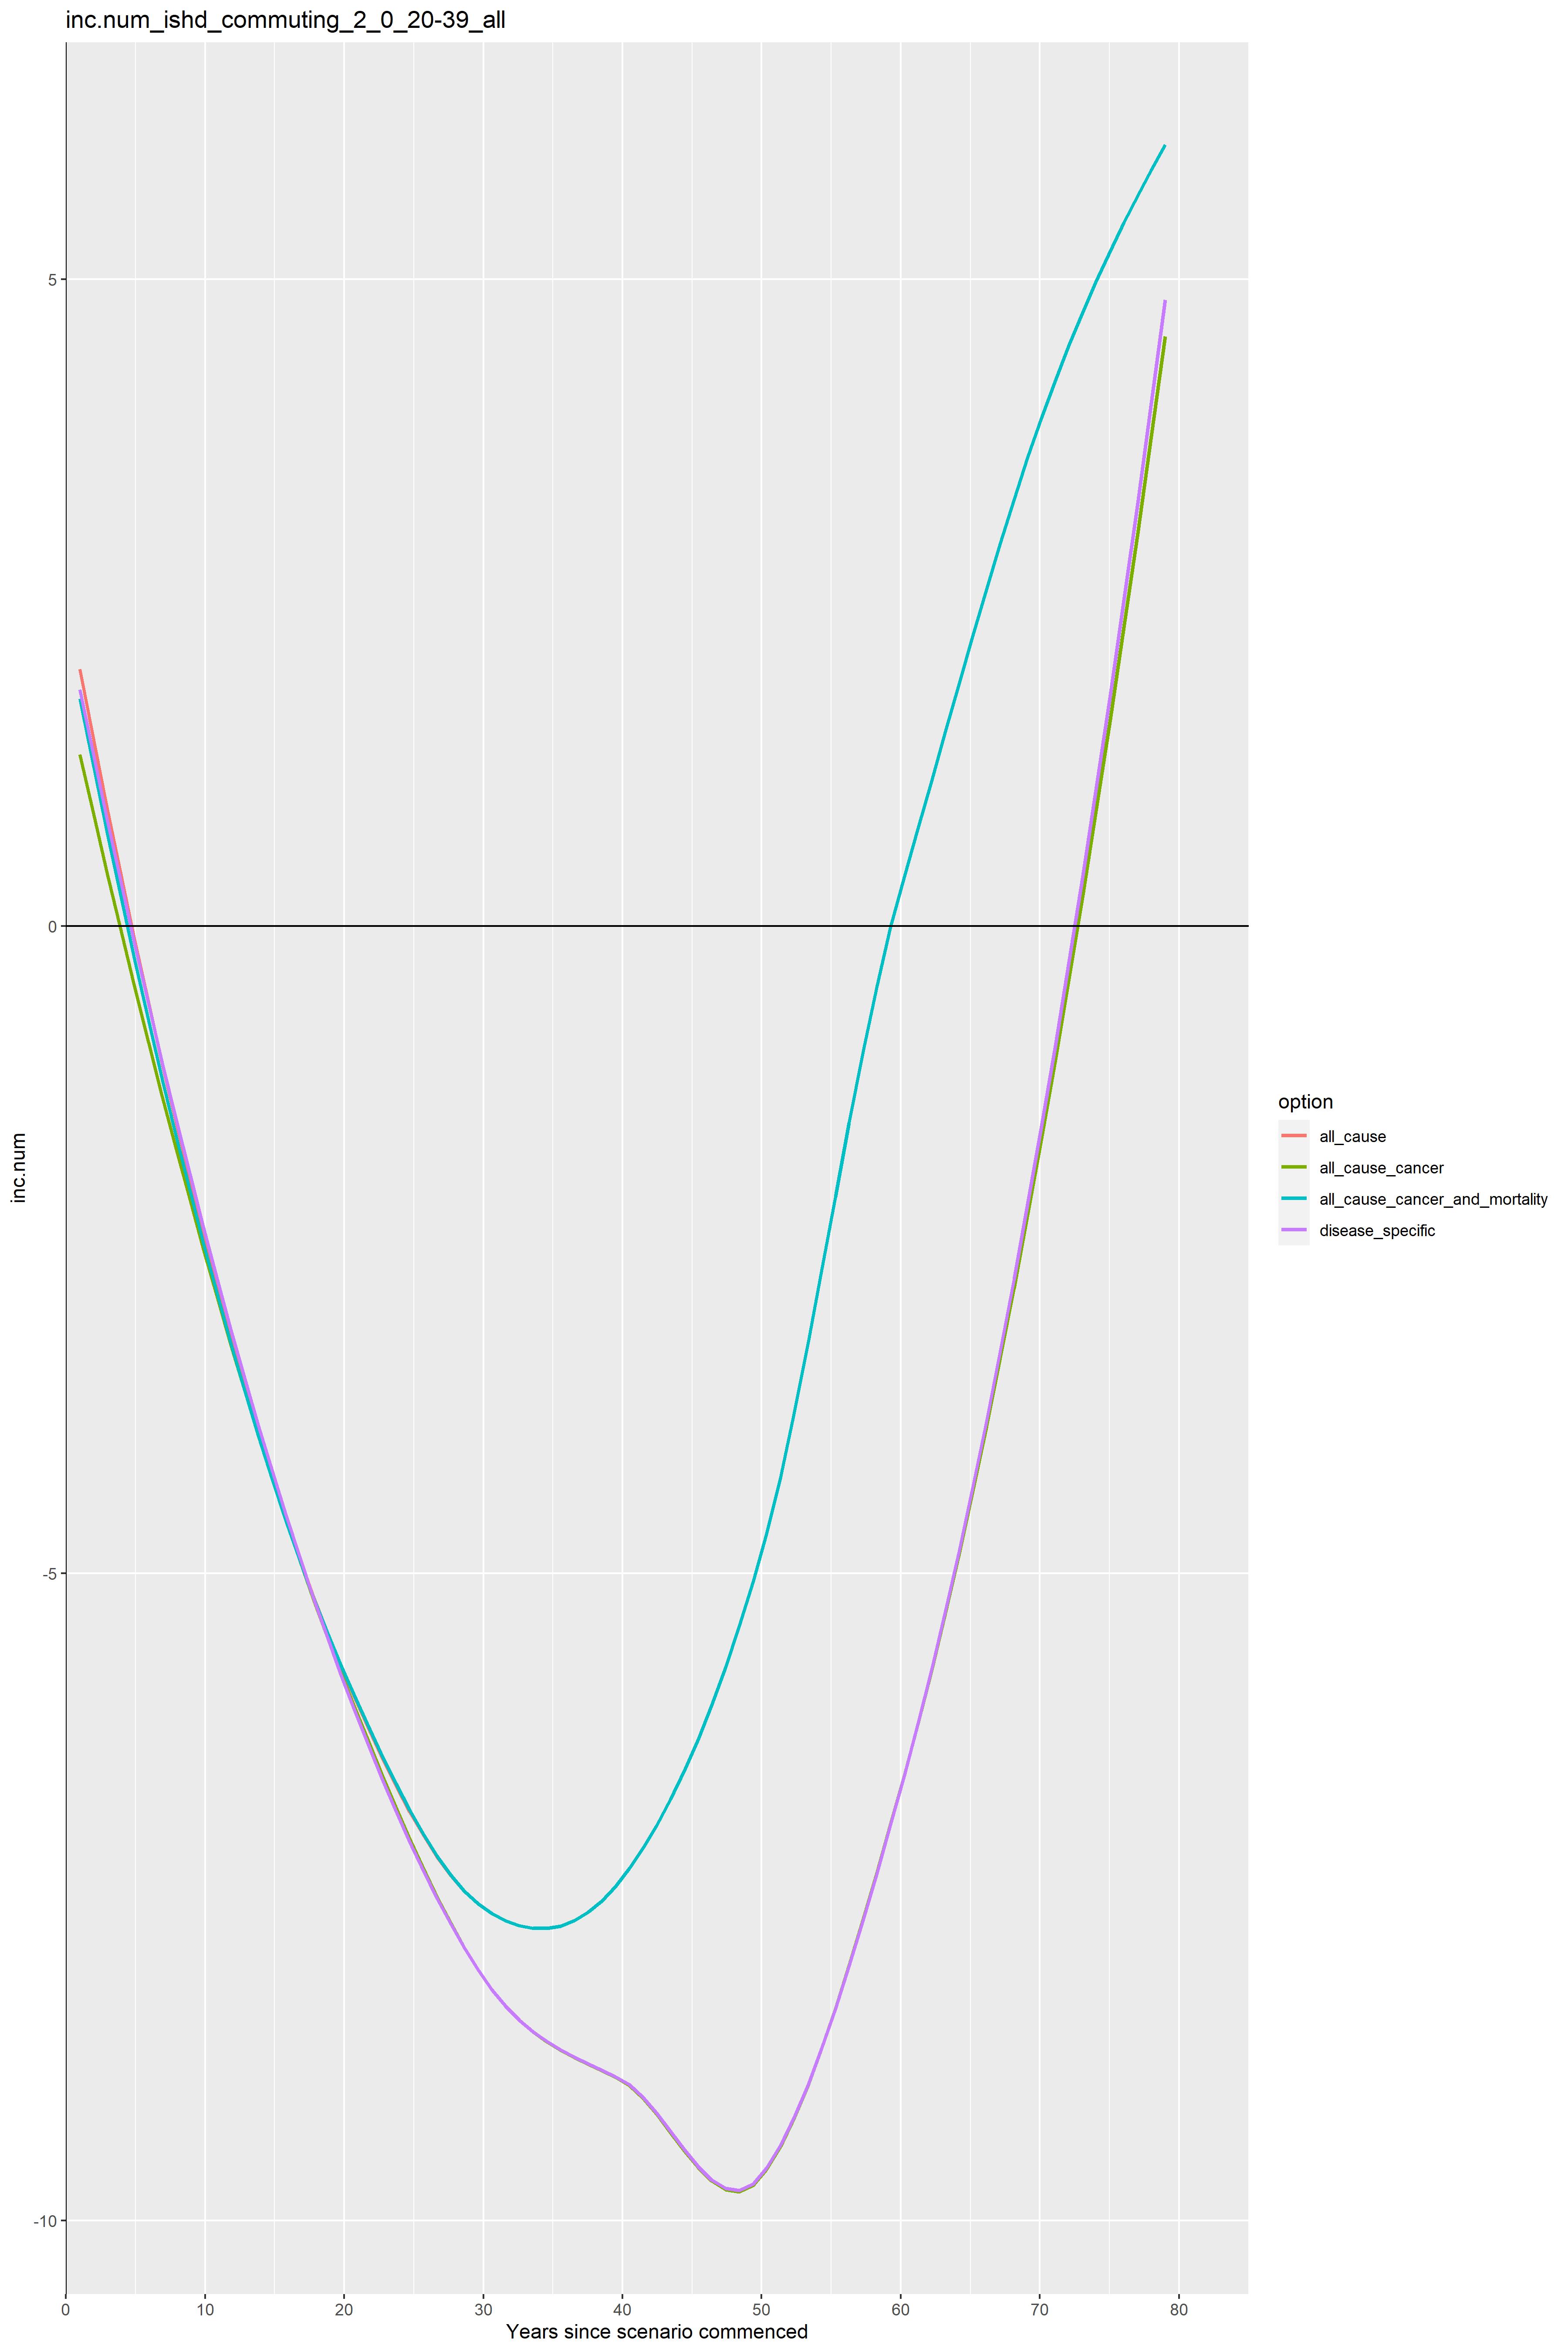 inc.num_ishd_commuting_2_0_20-39_all
5
0
-5
-10
inc.num
0 10 20 30 40 50 60 70 80
Years since scenario commenced
option
all_cause
all_cause_cancer
all_cause_cancer_and_mortality
disease_specific